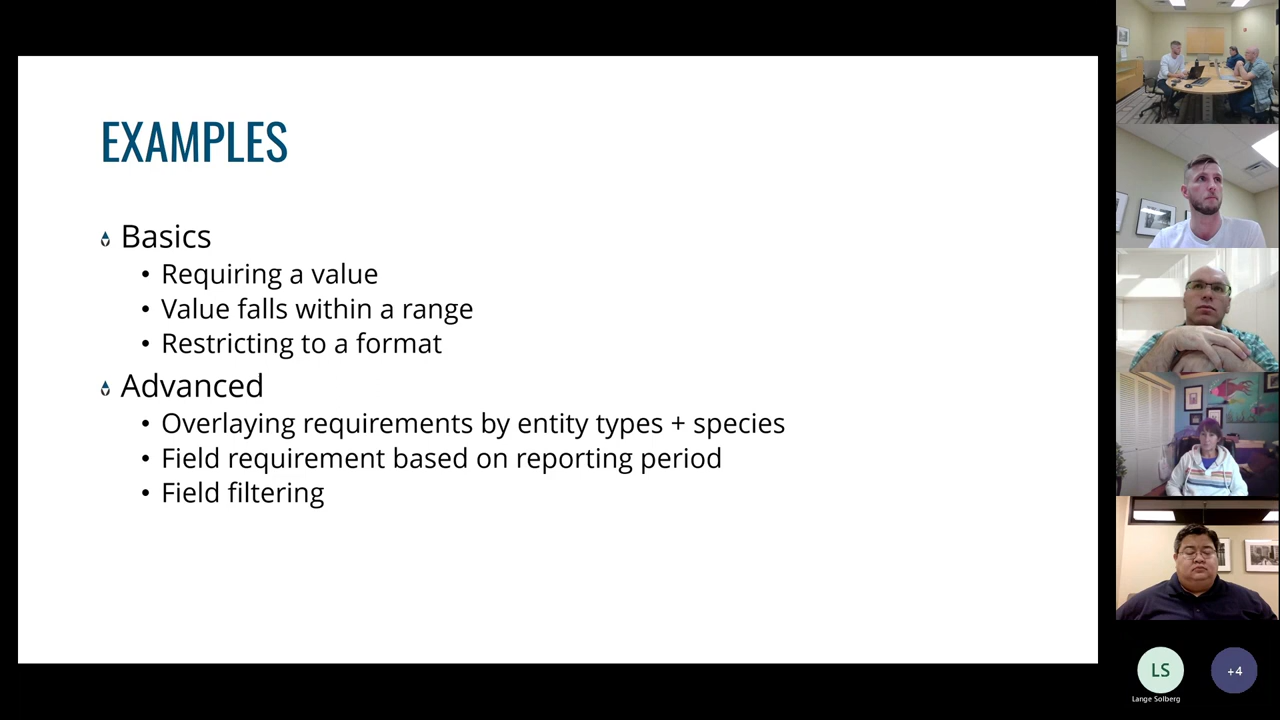 EXAMPLES
Basics
• Requiring a value
• Value falls within a range
• Restricting to a format
Advanced
• Overlaying requirements by entity types + species
• Field requirement based on reporting period
• Field filtering
LS
+4
Lange Solberg